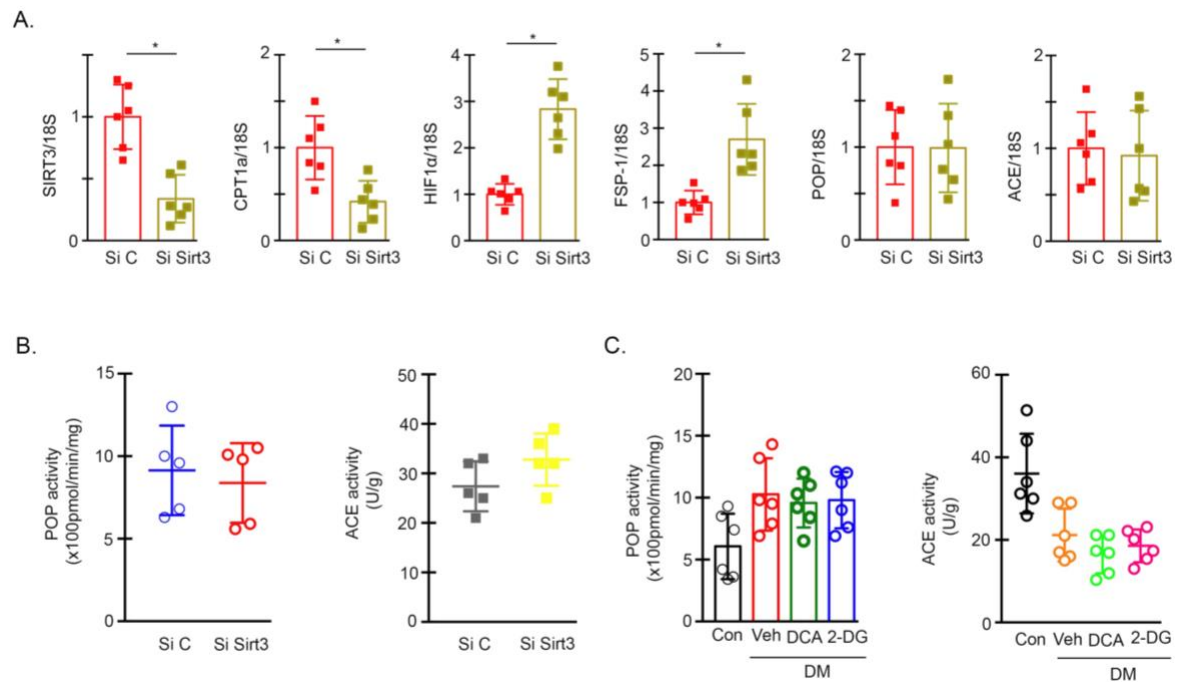 A.
*
*
*
*
SIRT3/18S
1
0
Si C
Si Sirt3
CPT1a/18S
2
1
0
Si C
Si Sirt3
HIF1α/18S
4
3
2
1
0
Si C
Si Sirt3
FSP-1/18S
5
4
3
2
1
0
Si C
Si Sirt3
POP/18S
2
1
0
Si C
Si Sirt3
ACE/18S
2
1
0
Si C
Si Sirt3
B.
POP activity
(x100pmol/min/mg)
15
10
5
0
Si C
Si Sirt3
ACE activity
(U/g)
50
40
30
20
10
0
Si C
Si Sirt3
C.
POP activity
(x100pmol/min/mg)
20
15
10
5
0
Con
Veh
DCA
2-DG
DM
ACE activity
(U/g)
60
40
20
0
Con
Veh
DCA
2-DG
DM